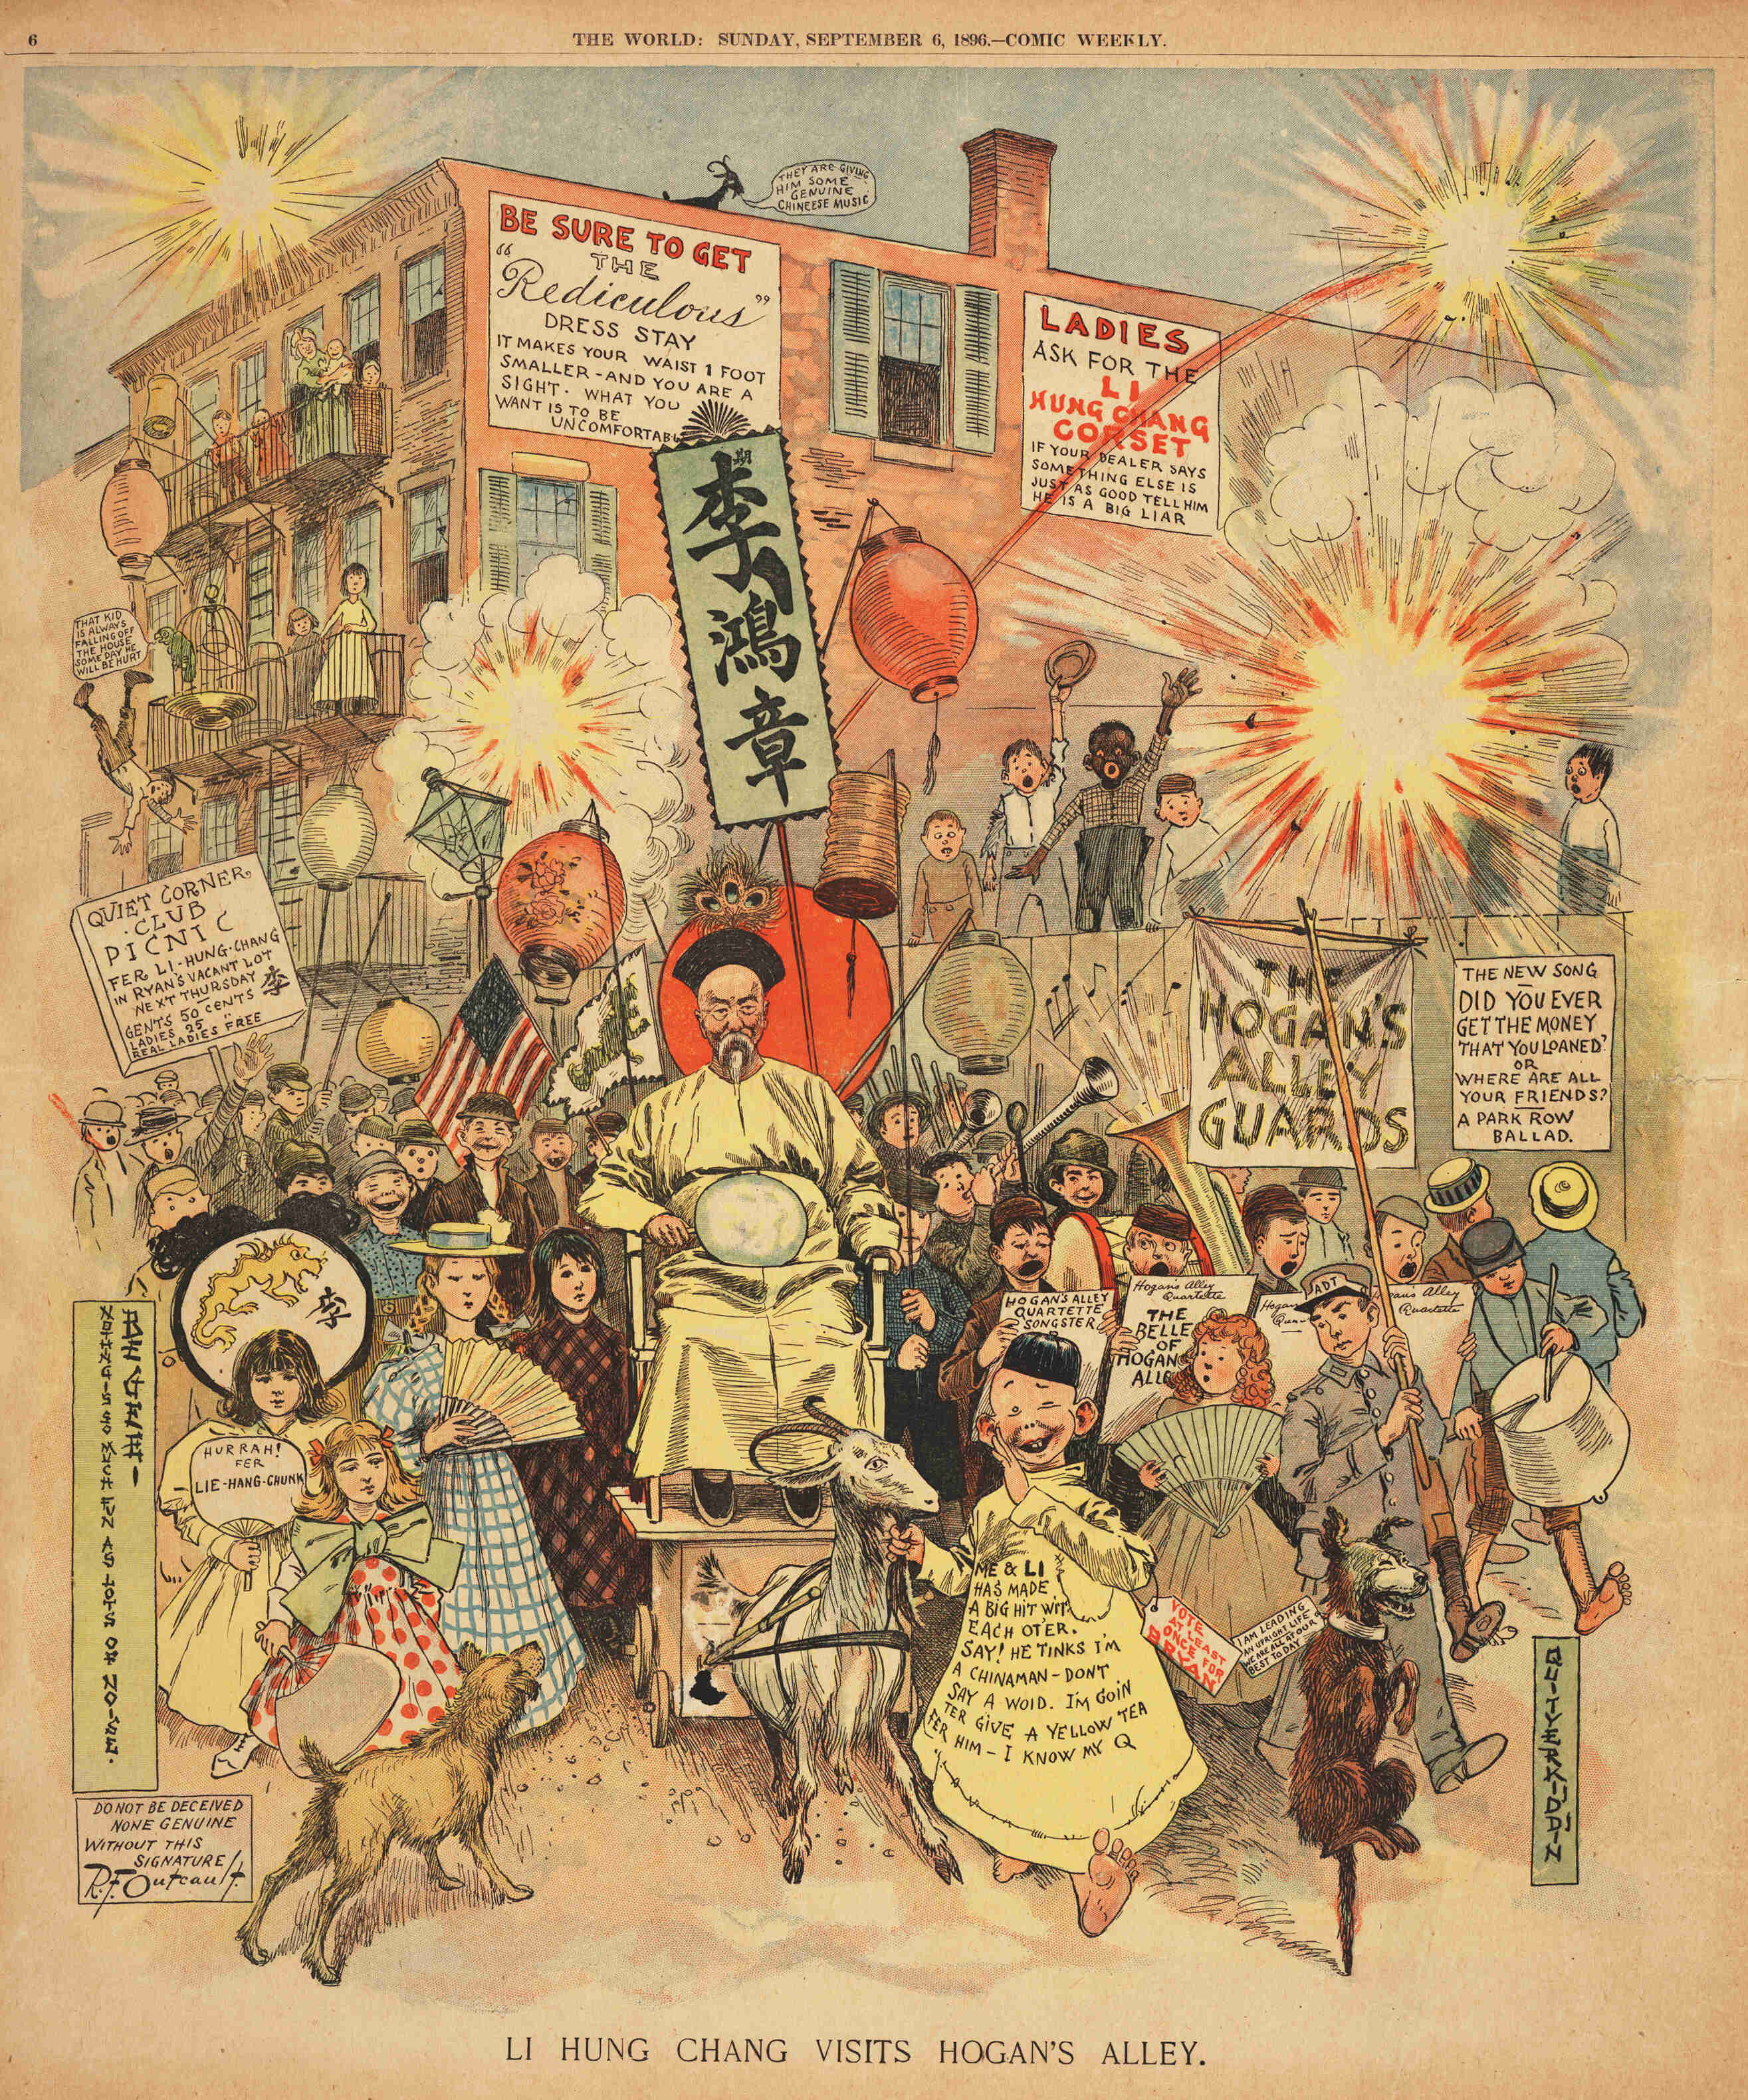 6
THE WORLD: SUNDAY, SEPTEMBER 6, 1896.—COMIC WEEKLY.
THEY ARE GIVING
HIM SOME
GENUINE
CHINEESE MUSIC
BE SURE TO GET
THE
"Rediculous"
DRESS STAY
IT MAKES YOUR WAIST 1 FOOT
SMALLER - AND YOU ARE A
SIGHT. WHAT YOU
WANT IS TO BE
UNCOMFORTABL
LADIES
ASK FOR THE
LI
HUNG CHANG
CORSET
IF YOUR DEALER SAYS
SOMETHING ELSE IS
JUST AS GOOD TELL HIM
HE IS A BIG LIAR
期
李
鴻
章
THAT KID
IS ALWAYS
FALLING OFF
THE HOUSE
SOME DAY HE
WILL BE HURT
QUIET CORNER
CLUB
PICNIC
FER LI-HUNG-CHANG
IN RYAN'S VACANT LOT
NEXT THURSDAY
李
GENTS 50 CENTS
LADIES 25 "
REAL LADIES FREE
THE
HOGAN'S
ALLEY
GUARDS
THE NEW SONG
DID YOU EVER
GET THE MONEY
THAT YOU LOANED?
OR
WHERE ARE ALL
YOUR FRIENDS?
A PARK ROW
BALLAD.
李
HOGAN'S ALLEY
QUARTETTE
SONGSTER
Hogan's Alley
Quartette
THE
BELLE
OF
HOGAN
ALLE
Hogan
Qua
ADT
ans Alley
Quartette
HURRAH!
FER
LIE-HANG-CHUNK
BE GEE!—
NOTHING IS SO MUCH FUN AS LOTS OF NOISE.
ME & LI
HAS MADE
A BIG HIT WIT
EACH OTER.
SAY! HE TINKS I'M
A CHINAMAN - DON'T
SAY A WOID. I'M GOIN
TER GIVE A YELLOW TEA
FER HIM - I KNOW MY Q
VOTE
AT LEAST
ONCE FOR
BRYAN
I AM LEADING
AN UPRIGHT LIFE
WE ARE ALL AT OUR
BEST TO DAY
QUITYERKIDDIN
DO NOT BE DECEIVED
NONE GENUINE
WITHOUT THIS
SIGNATURE
R.F. Outcault.
LI HUNG CHANG VISITS HOGAN'S ALLEY.